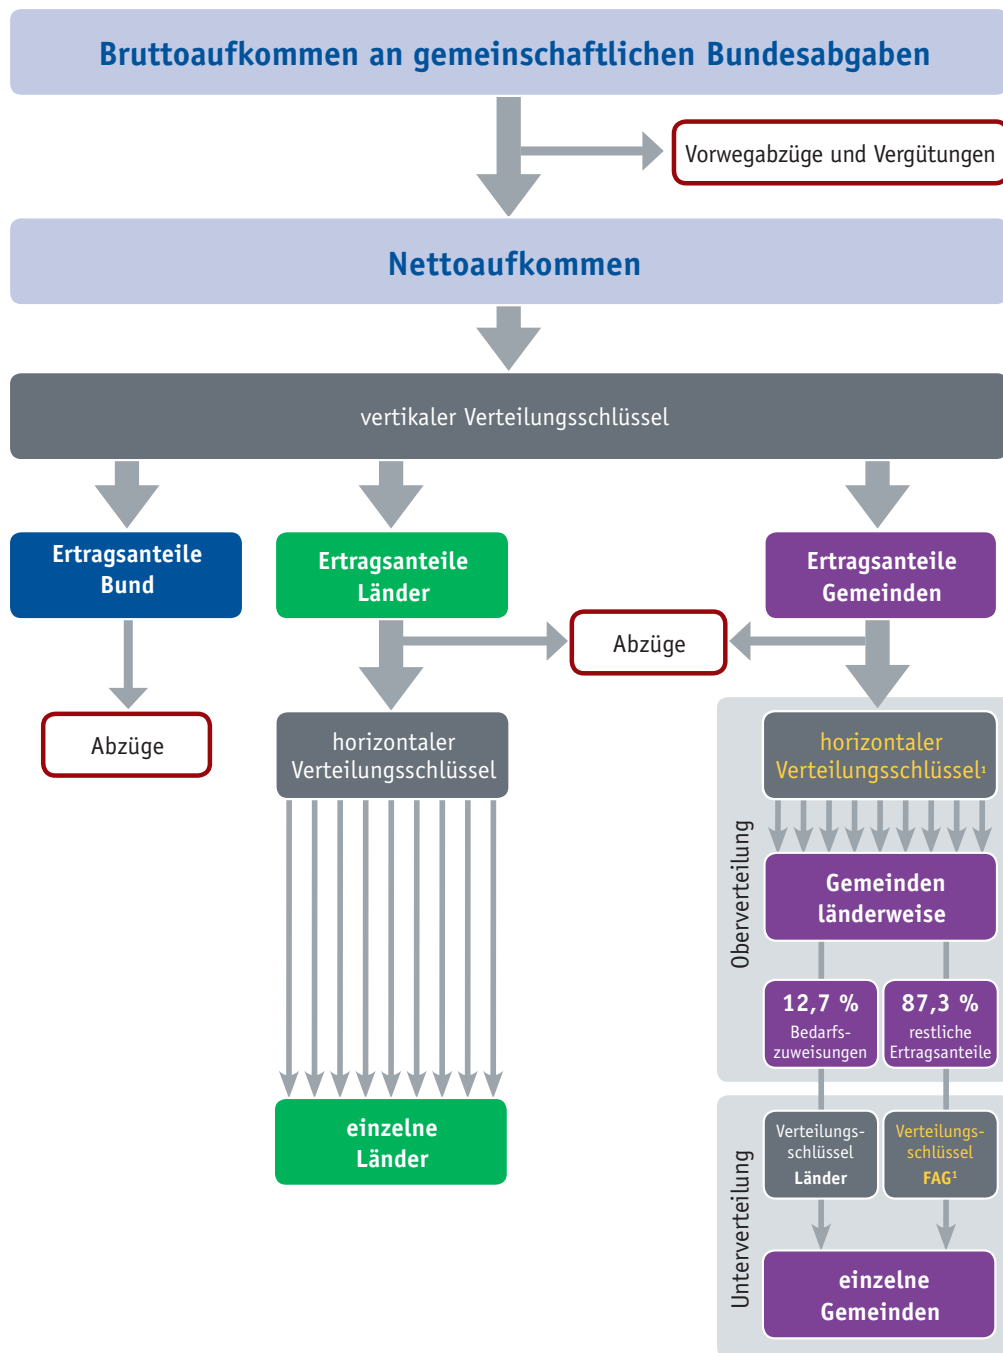 Bruttoaufkommen an gemeinschaftlichen Bundesabgaben
Vorwegabzüge und Vergütungen
Nettoaufkommen
vertikaler Verteilungsschlüssel
Ertragsanteile
Bund
Ertragsanteile
Länder
Ertragsanteile
Gemeinden
Abzüge
Abzüge
horizontaler
Verteilungsschlüssel
horizontaler
Verteilungsschlüssel¹
Oberverteilung
Gemeinden
länderweise
12,7 %
Bedarfs-
zuweisungen
87,3 %
restliche
Ertragsanteile
einzelne
Länder
Unterverteilung
Verteilungs-
schlüssel
Länder
Verteilungs-
schlüssel
FAG¹
einzelne
Gemeinden